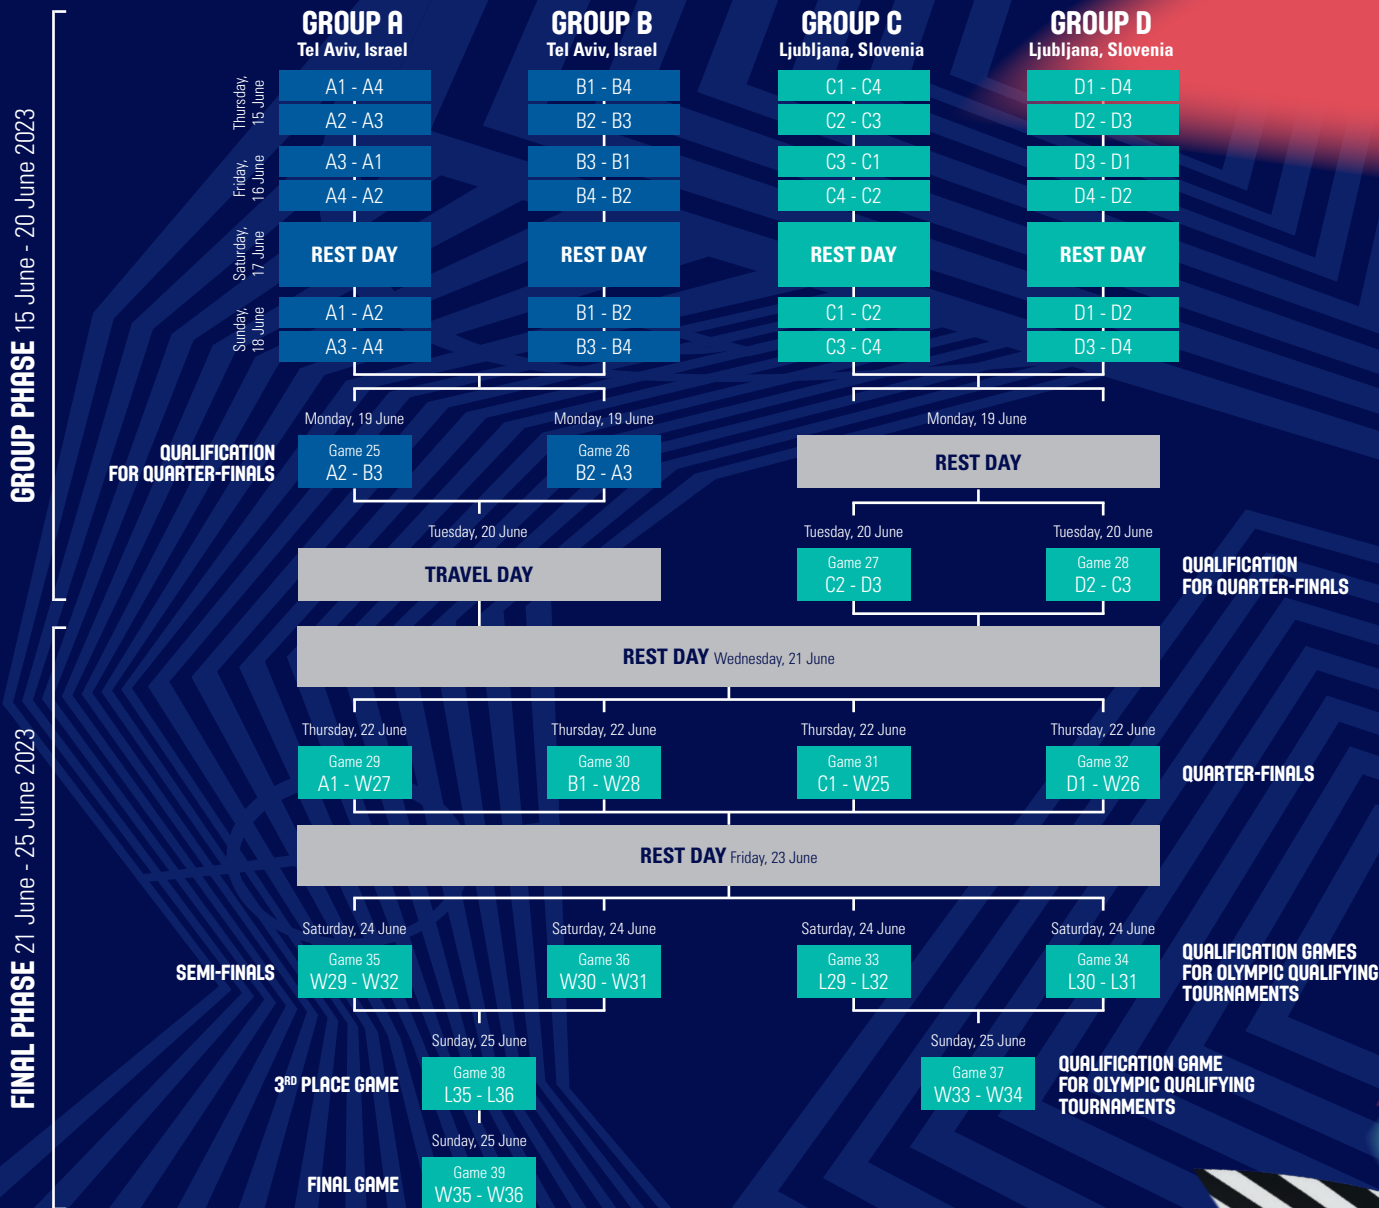 GROUP PHASE 15 June - 20 June 2023
GROUP A
Tel Aviv, Israel
GROUP B
Tel Aviv, Israel
GROUP C
Ljubljana, Slovenia
GROUP D
Ljubljana, Slovenia
Thursday,
15 June
A1 - A4
B1 - B4
C1 - C4
D1 - D4
A2 - A3
B2 - B3
C2 - C3
D2 - D3
Friday,
16 June
A3 - A1
B3 - B1
C3 - C1
D3 - D1
A4 - A2
B4 - B2
C4 - C2
D4 - D2
Saturday,
17 June
REST DAY
REST DAY
REST DAY
REST DAY
Sunday,
18 June
A1 - A2
B1 - B2
C1 - C2
D1 - D2
A3 - A4
B3 - B4
C3 - C4
D3 - D4
QUALIFICATION
FOR QUARTER-FINALS
Monday, 19 June
Game 25
A2 - B3
Monday, 19 June
Game 26
B2 - A3
Monday, 19 June
REST DAY
Tuesday, 20 June
TRAVEL DAY
Tuesday, 20 June
Game 27
C2 - D3
Tuesday, 20 June
Game 28
D2 - C3
QUALIFICATION
FOR QUARTER-FINALS
FINAL PHASE 21 June - 25 June 2023
REST DAY Wednesday, 21 June
Thursday, 22 June
Game 29
A1 - W27
Thursday, 22 June
Game 30
B1 - W28
Thursday, 22 June
Game 31
C1 - W25
Thursday, 22 June
Game 32
D1 - W26
QUARTER-FINALS
REST DAY Friday, 23 June
SEMI-FINALS
Saturday, 24 June
Game 35
W29 - W32
Saturday, 24 June
Game 36
W30 - W31
Saturday, 24 June
Game 33
L29 - L32
Saturday, 24 June
Game 34
L30 - L31
QUALIFICATION GAMES
FOR OLYMPIC QUALIFYING
TOURNAMENTS
3RD PLACE GAME
Sunday, 25 June
Game 38
L35 - L36
Sunday, 25 June
Game 37
W33 - W34
QUALIFICATION GAME
FOR OLYMPIC QUALIFYING
TOURNAMENTS
FINAL GAME
Sunday, 25 June
Game 39
W35 - W36